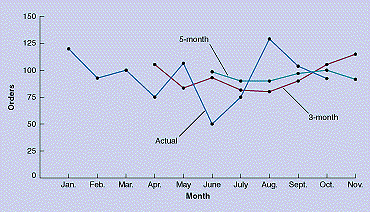 150
125
100
75
50
25
0
Orders
5-month
3-month
Actual
Jan. Feb. Mar. Apr. May June July Aug. Sept. Oct. Nov.
Month